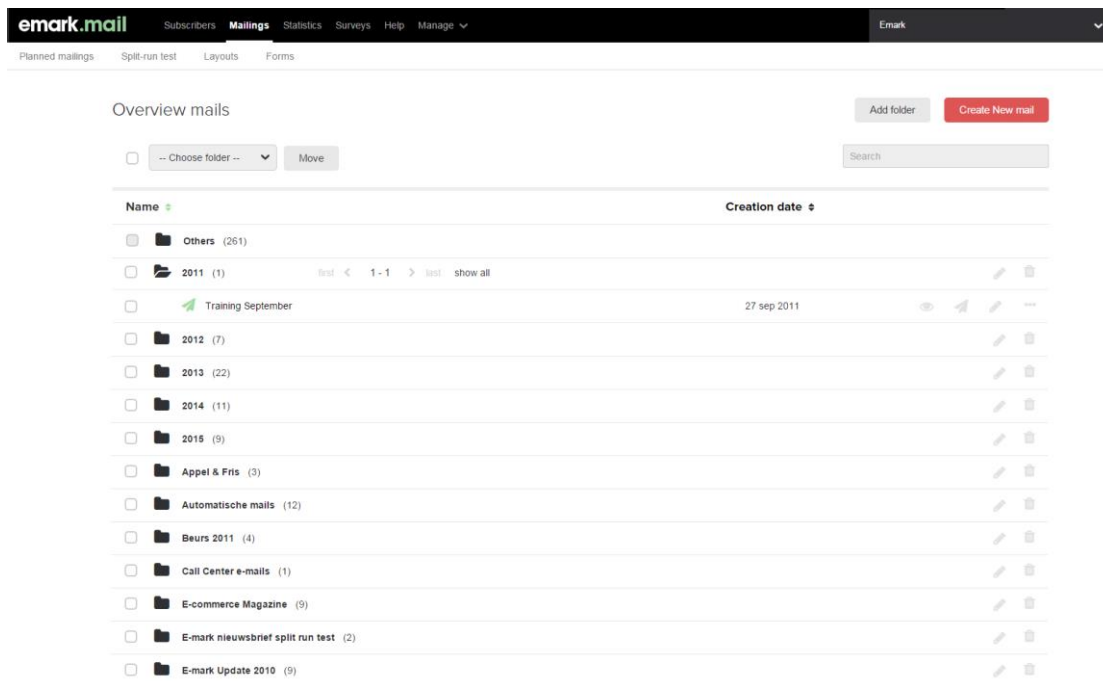 emark.mail Subscribers Mailings Statistics Surveys Help Manage Emark
Planned mailings Split-run test Layouts Forms
Overview mails Add folder Create New mail
-- Choose folder -- Move Search
Name Creation date
Others (261)
2011 (1) first 1 - 1 last show all
Training September 27 sep 2011
2012 (7)
2013 (22)
2014 (11)
2015 (9)
Appel & Fris (3)
Automatische mails (12)
Beurs 2011 (4)
Call Center e-mails (1)
E-commerce Magazine (9)
E-mark nieuwsbrief split run test (2)
E-mark Update 2010 (9)